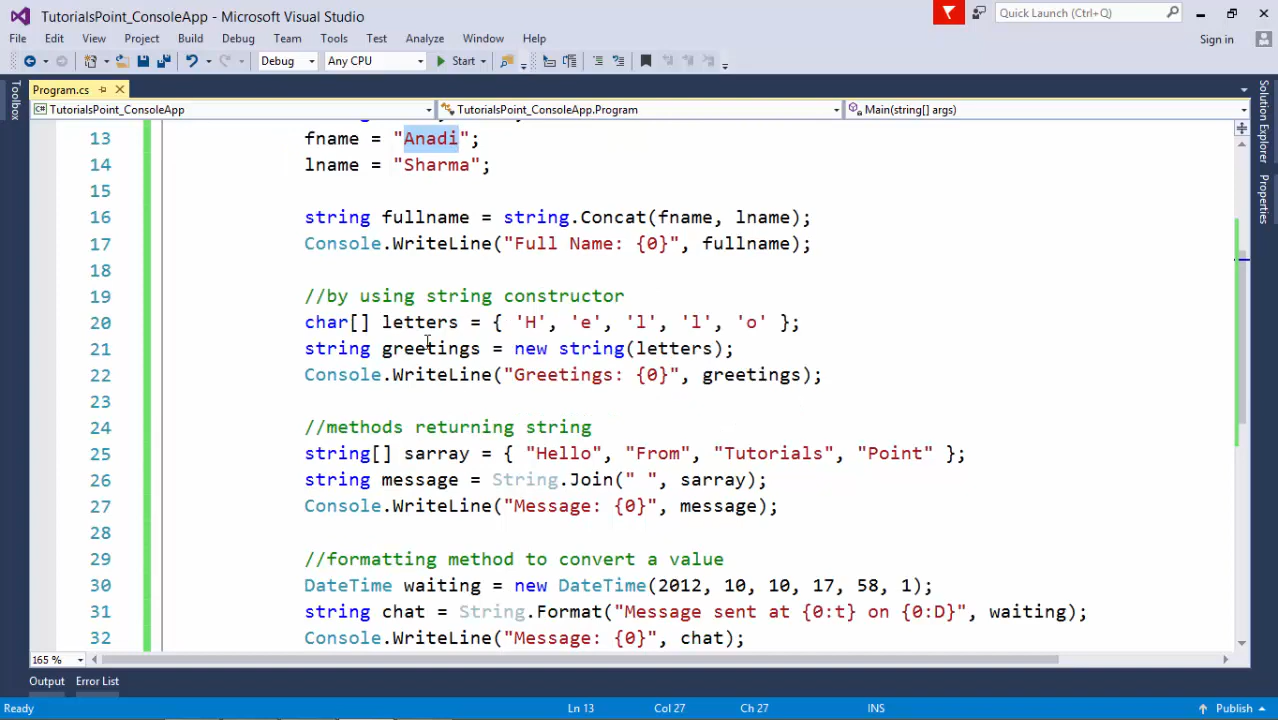 TutorialsPoint_ConsoleApp - Microsoft Visual Studio
Quick Launch (Ctrl+Q)
File Edit View Project Build Debug Team Tools Test Analyze Window Help
Sign in
Debug Any CPU Start
Toolbox
Program.cs
TutorialsPoint_ConsoleApp TutorialsPoint_ConsoleApp.Program Main(string[] args)
Solution Explorer
Properties
13 fname = "Anadi";
14 lname = "Sharma";
15
16 string fullname = string.Concat(fname, lname);
17 Console.WriteLine("Full Name: {0}", fullname);
18
19 //by using string constructor
20 char[] letters = { 'H', 'e', 'l', 'l', 'o' };
21 string greetings = new string(letters);
22 Console.WriteLine("Greetings: {0}", greetings);
23
24 //methods returning string
25 string[] sarray = { "Hello", "From", "Tutorials", "Point" };
26 string message = String.Join(" ", sarray);
27 Console.WriteLine("Message: {0}", message);
28
29 //formatting method to convert a value
30 DateTime waiting = new DateTime(2012, 10, 10, 17, 58, 1);
31 string chat = String.Format("Message sent at {0:t} on {0:D}", waiting);
32 Console.WriteLine("Message: {0}", chat);
165 %
Output Error List
Ready Ln 13 Col 27 Ch 27 INS Publish